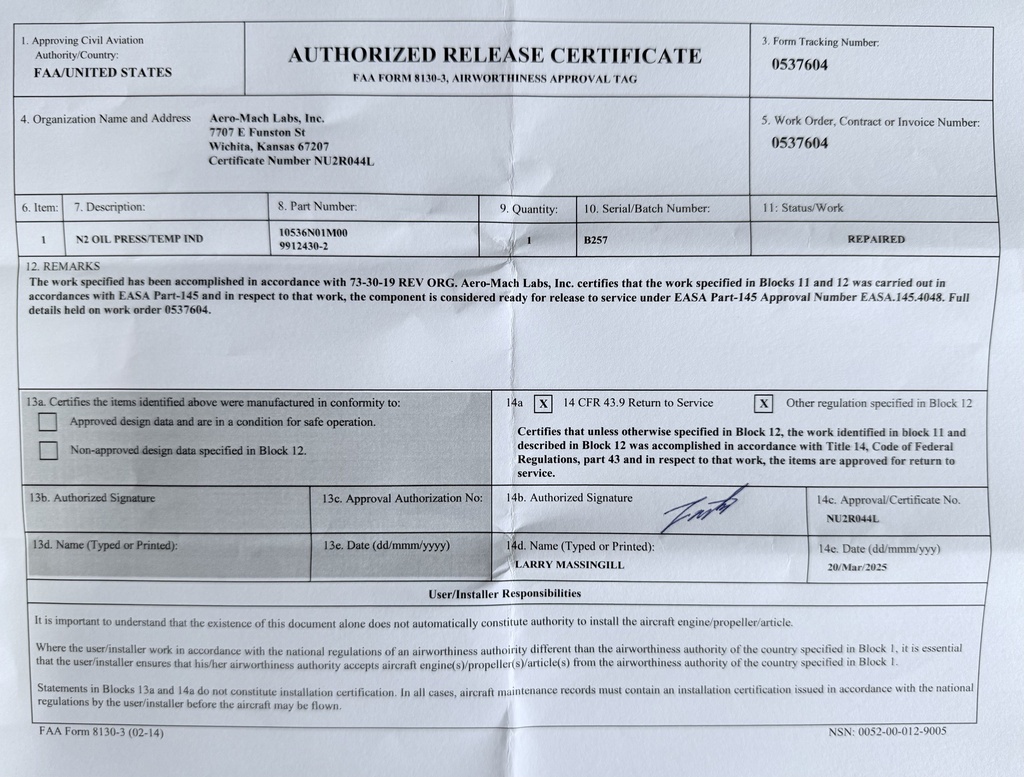 1. Approving Civil Aviation
Authority/Country:
FAA/UNITED STATES
AUTHORIZED RELEASE CERTIFICATE
FAA FORM 8130-3, AIRWORTHINESS APPROVAL TAG
3. Form Tracking Number:
0537604
4. Organization Name and Address
Aero-Mach Labs, Inc.
7707 E Funston St
Wichita, Kansas 67207
Certificate Number NU2R044L
5. Work Order, Contract or Invoice Number:
0537604
6. Item: 7. Description: 8. Part Number: 9. Quantity: 10. Serial/Batch Number: 11: Status/Work
1 N2 OIL PRESS/TEMP IND 10536N01M00 1 B257 REPAIRED
9912430-2
12. REMARKS
The work specified has been accomplished in accordance with 73-30-19 REV ORG. Aero-Mach Labs, Inc. certifies that the work specified in Blocks 11 and 12 was carried out in
accordances with EASA Part-145 and in respect to that work, the component is considered ready for release to service under EASA Part-145 Approval Number EASA.145.4048. Full
details held on work order 0537604.
13a. Certifies the items identified above were manufactured in conformity to:
Approved design data and are in a condition for safe operation.
Non-approved design data specified in Block 12.
14a X 14 CFR 43.9 Return to Service X Other regulation specified in Block 12
Certifies that unless otherwise specified in Block 12, the work identified in block 11 and
described in Block 12 was accomplished in accordance with Title 14, Code of Federal
Regulations, part 43 and in respect to that work, the items are approved for return to
service.
13b. Authorized Signature
13c. Approval Authorization No:
14b. Authorized Signature
14c. Approval/Certificate No.
NU2R044L
13d. Name (Typed or Printed):
13e. Date (dd/mmm/yyyy)
14d. Name (Typed or Printed):
LARRY MASSINGILL
14e. Date (dd/mmm/yyyy)
20/Mar/2025
User/Installer Responsibilities
It is important to understand that the existence of this document alone does not automatically constitute authority to install the aircraft engine/propeller/article.
Where the user/installer work in accordance with the national regulations of an airworthiness authoirity different than the airworthiness authority of the country specified in Block 1, it is essential
that the user/installer ensures that his/her airworthiness authority accepts aircraft engine(s)/propeller(s)/article(s) from the airworthiness authority of the country specified in Block 1.
Statements in Blocks 13a and 14a do not constitute installation certification. In all cases, aircraft maintenance records must contain an installation certification issued in accordance with the national
regulations by the user/installer before the aircraft may be flown.
FAA Form 8130-3 (02-14)
NSN: 0052-00-012-9005